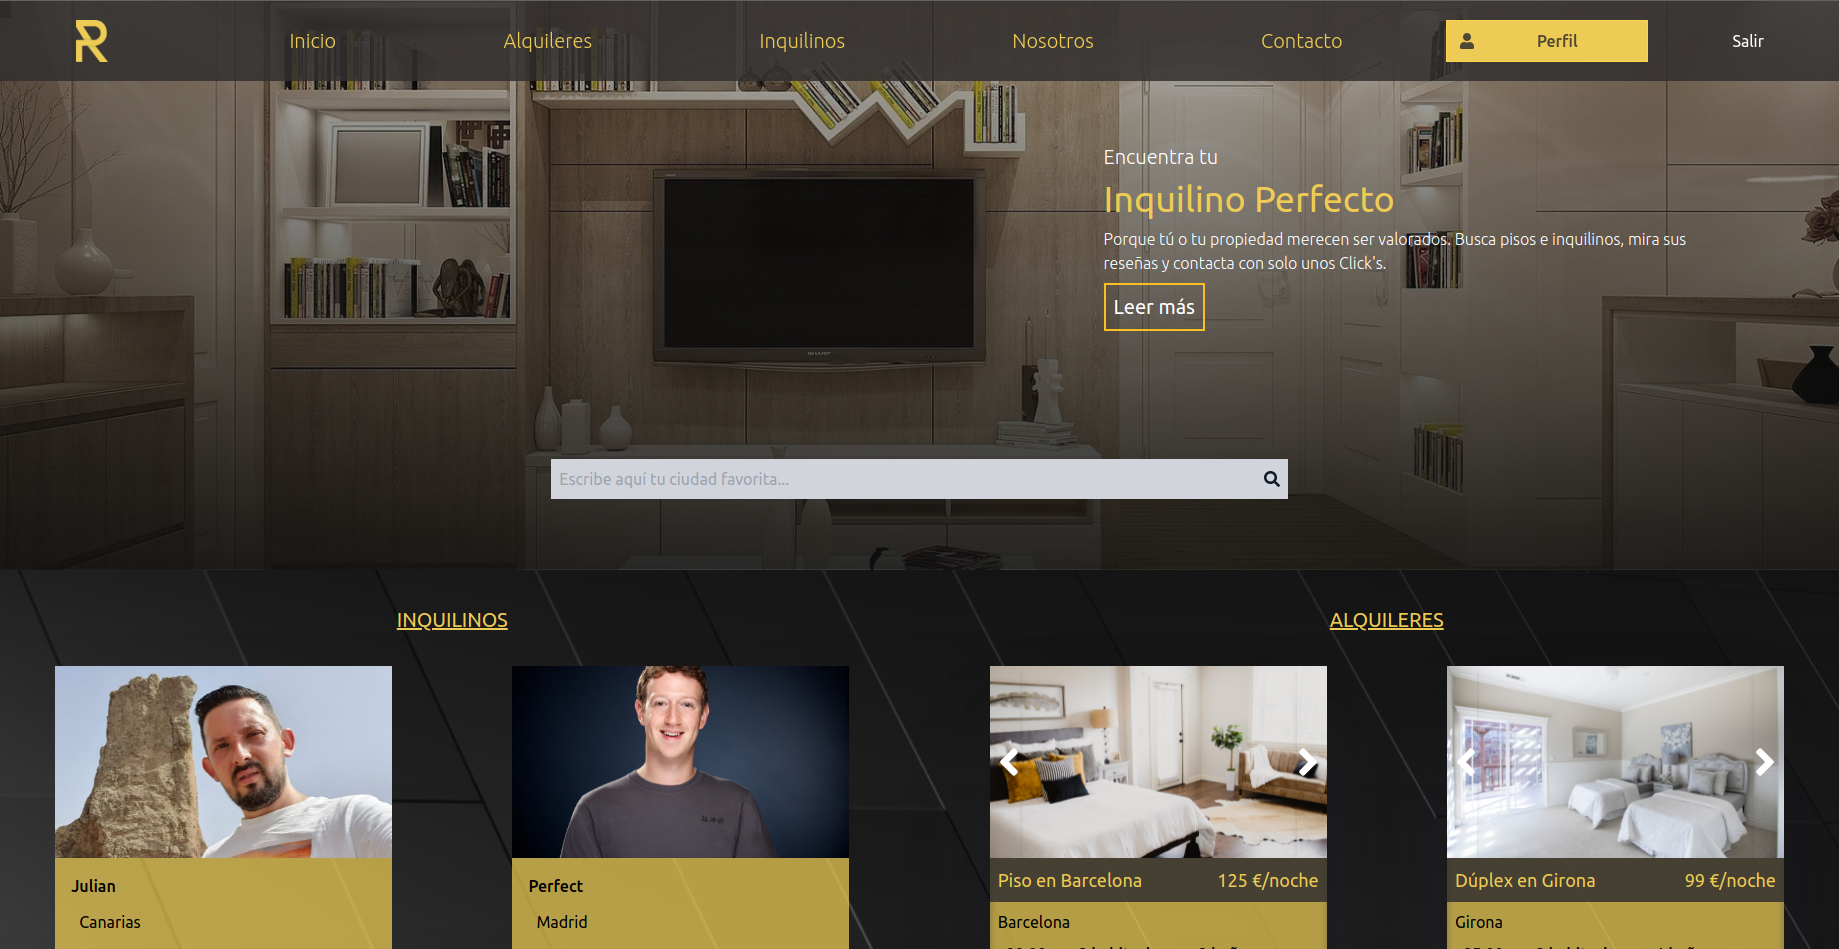 Inicio
Alquileres
Inquilinos
Nosotros
Contacto
Perfil
Salir
Encuentra tu
Inquilino Perfecto
Porque tú o tu propiedad merecen ser valorados. Busca pisos e inquilinos, mira sus
reseñas y contacta con solo unos Click's.
Leer más
SHARP
Escribe aquí tu ciudad favorita...
INQUILINOS
ALQUILERES
Julian
Canarias
Perfect
Madrid
Piso en Barcelona 125 €/noche
Barcelona
Dúplex en Girona 99 €/noche
Girona